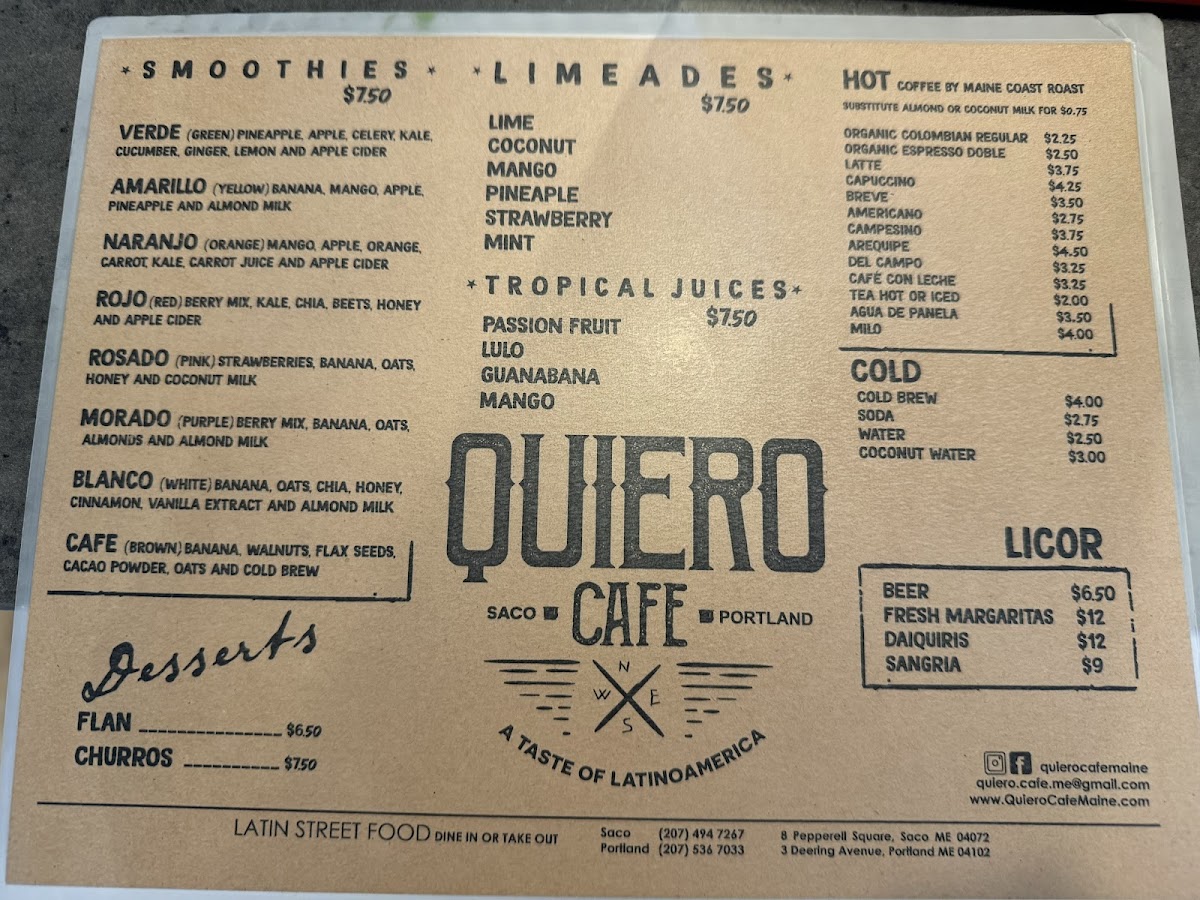 * SMOOTHIES *
$7.50
VERDE (GREEN) PINEAPPLE, APPLE, CELERY, KALE,
CUCUMBER, GINGER, LEMON AND APPLE CIDER
AMARILLO (YELLOW) BANANA, MANGO, APPLE,
PINEAPPLE AND ALMOND MILK
NARANJO (ORANGE) MANGO, APPLE, ORANGE,
CARROT, KALE, CARROT JUICE AND APPLE CIDER
ROJO (RED) BERRY MIX, KALE, CHIA, BEETS, HONEY
AND APPLE CIDER
ROSADO (PINK) STRAWBERRIES, BANANA, OATS,
HONEY AND COCONUT MILK
MORADO (PURPLE) BERRY MIX, BANANA, OATS,
ALMONDS AND ALMOND MILK
BLANCO (WHITE) BANANA, OATS, CHIA, HONEY,
CINNAMON, VANILLA EXTRACT AND ALMOND MILK
CAFE (BROWN) BANANA, WALNUTS, FLAX SEEDS,
CACAO POWDER, OATS AND COLD BREW
Desserts
FLAN ________________ $6.50
CHURROS __________ $7.50
* LIMEADES *
$7.50
LIME
COCONUT
MANGO
PINEAPLE
STRAWBERRY
MINT
* TROPICAL JUICES *
$7.50
PASSION FRUIT
LULO
GUANABANA
MANGO
QUIERO
SACO CAFE PORTLAND
N
W E
S
A TASTE OF LATINOAMERICA
HOT COFFEE BY MAINE COAST ROAST
SUBSTITUTE ALMOND OR COCONUT MILK FOR $0.75
ORGANIC COLOMBIAN REGULAR $2.25
ORGANIC ESPRESSO DOBLE $2.50
LATTE $3.75
CAPUCCINO $4.25
BREVE $3.50
AMERICANO $2.75
CAMPESINO $3.75
AREQUIPE $4.50
DEL CAMPO $3.25
CAFÉ CON LECHE $3.25
TEA HOT OR ICED $2.00
AGUA DE PANELA $3.50
MILO $4.00
COLD
COLD BREW $4.00
SODA $2.75
WATER $2.50
COCONUT WATER $3.00
LICOR
BEER $6.50
FRESH MARGARITAS $12
DAIQUIRIS $12
SANGRIA $9
quierocafemaine
quiero.cafe.me@gmail.com
www.QuieroCafeMaine.com
LATIN STREET FOOD DINE IN OR TAKE OUT
Saco (207) 494 7267 8 Pepperell Square, Saco ME 04072
Portland (207) 536 7033 3 Deering Avenue, Portland ME 04102